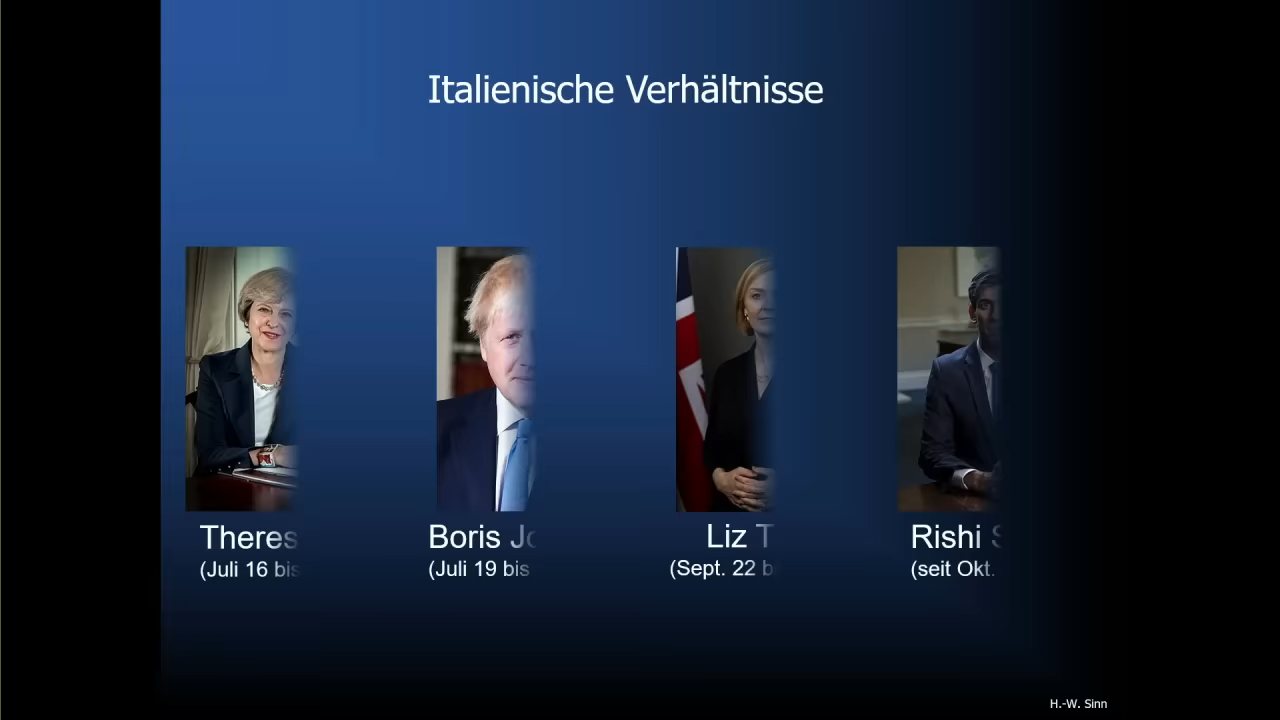 Italienische Verhältnisse
Theres
Boris Jo
Liz T
Rishi S
(Juli 16 bis
(Juli 19 bis
(Sept. 22 b
(seit Okt.
H.-W. Sinn